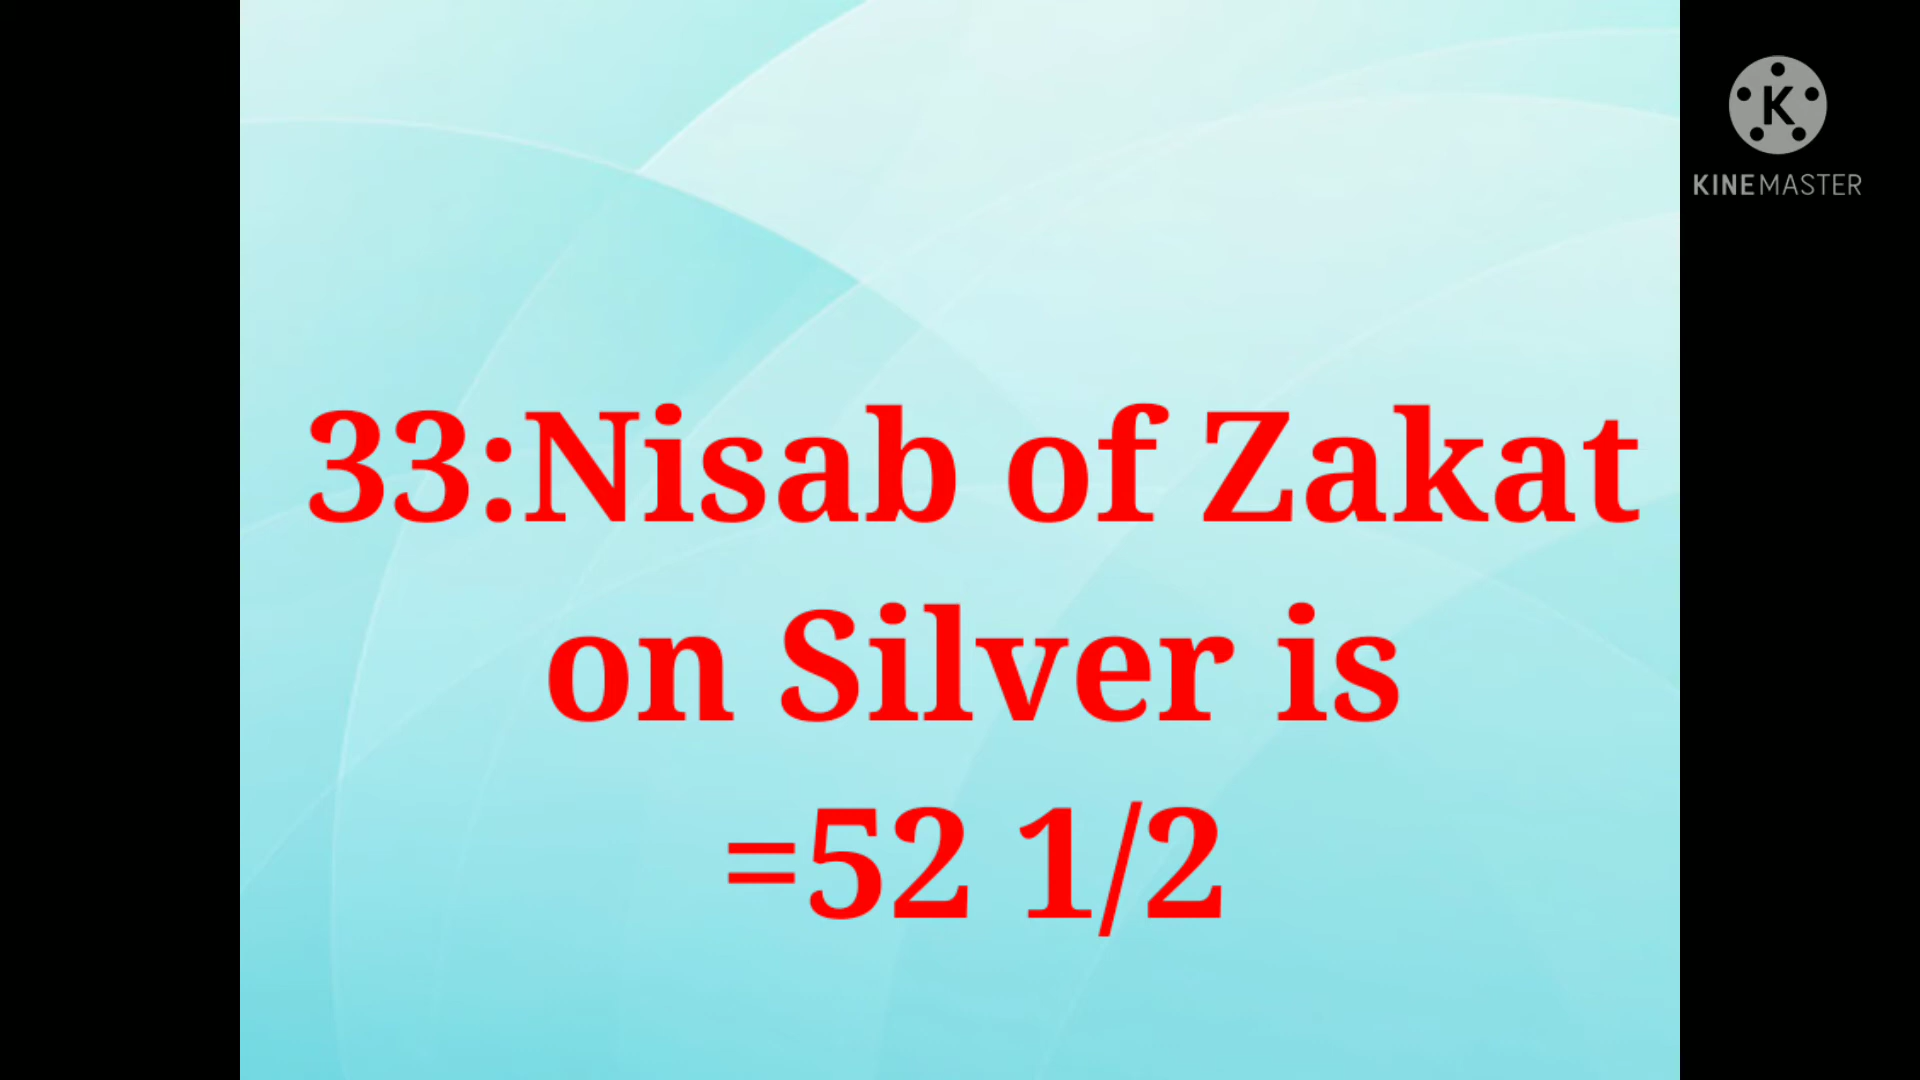 33:Nisab of Zakat
on Silver is
=52 1/2
K
KINEMASTER